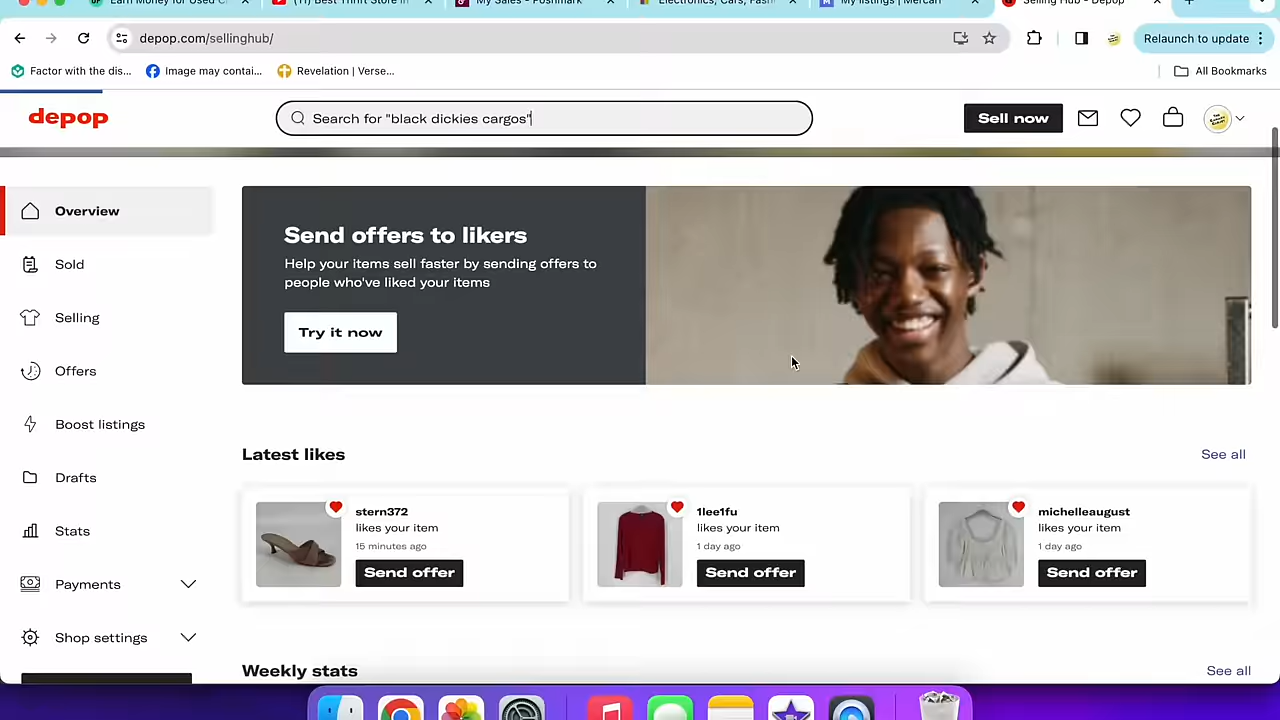 Earn Money for Used C
(11) Best Thrift Store in
My Sales - Poshmark
Electronics, Cars, Fash
My listings | Mercari
Selling Hub - Depop
depop.com/sellinghub/
Relaunch to update
Factor with the dis...
Image may contai...
Revelation | Verse...
All Bookmarks
depop
Search for "black dickies cargos"
Sell now
Overview
Sold
Selling
Offers
Boost listings
Drafts
Stats
Payments
Shop settings
Send offers to likers
Help your items sell faster by sending offers to
people who've liked your items
Try it now
Latest likes
See all
stern372
likes your item
15 minutes ago
Send offer
1lee1fu
likes your item
1 day ago
Send offer
michelleaugust
likes your item
1 day ago
Send offer
Weekly stats
See all